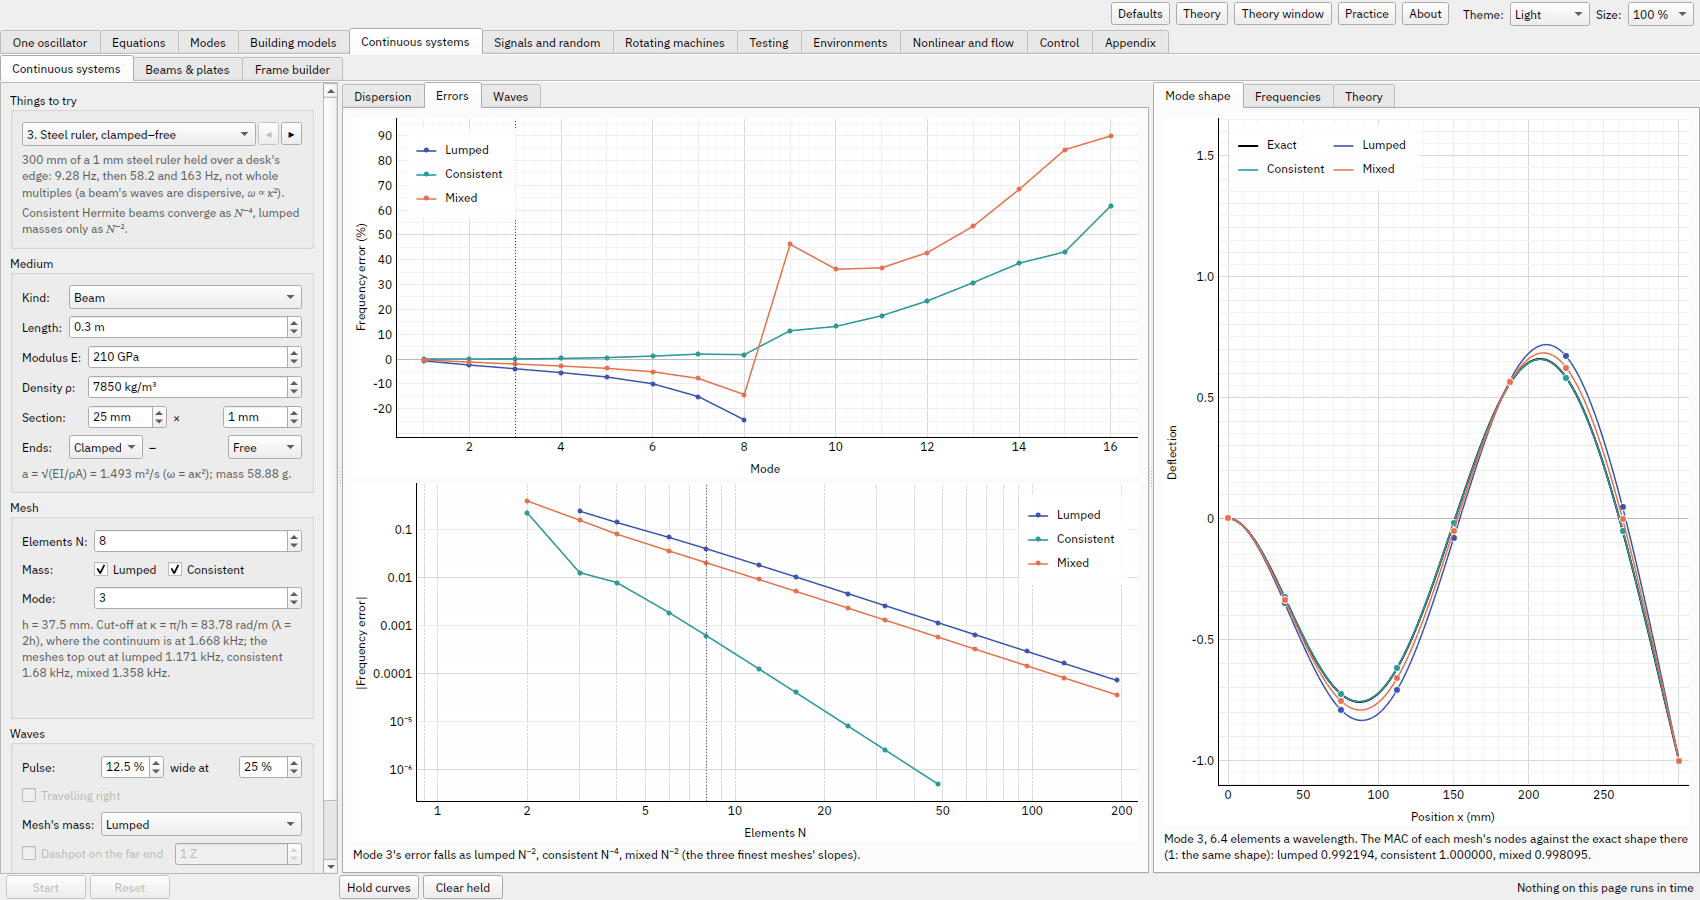 Defaults Theory Theory window Practice About Theme: Light Size: 100 %
One oscillator Equations Modes Building models Continuous systems Signals and random Rotating machines Testing Environments Nonlinear and flow Control Appendix
Continuous systems Beams & plates Frame builder
Things to try
3. Steel ruler, clamped–free
300 mm of a 1 mm steel ruler held over a desk's
edge: 9.28 Hz, then 58.2 and 163 Hz, not whole
multiples (a beam's waves are dispersive, ω ∝ κ²).
Consistent Hermite beams converge as N⁻⁴, lumped
masses only as N⁻².
Medium
Kind: Beam
Length: 0.3 m
Modulus E: 210 GPa
Density ρ: 7850 kg/m³
Section: 25 mm × 1 mm
Ends: Clamped – Free
a = √(EI/ρA) = 1.493 m²/s (ω = aκ²); mass 58.88 g.
Mesh
Elements N: 8
Mass: Lumped Consistent
Mode: 3
h = 37.5 mm. Cut-off at κ = π/h = 83.78 rad/m (λ =
2h), where the continuum is at 1.668 kHz; the
meshes top out at lumped 1.171 kHz, consistent
1.68 kHz, mixed 1.358 kHz.
Waves
Pulse: 12.5 % wide at 25 %
Travelling right
Mesh's mass: Lumped
Dashpot on the far end 1 Z
Start Reset
Dispersion Errors Waves
Frequency error (%)
90
80
70
60
50
40
30
20
10
0
-10
-20
Lumped
Consistent
Mixed
2 4 6 8 10 12 14 16
Mode
|Frequency error|
0.1
0.01
0.001
0.0001
10⁻⁵
10⁻⁶
Lumped
Consistent
Mixed
1 2 5 10 20 50 100 200
Elements N
Mode 3's error falls as lumped N⁻², consistent N⁻⁴, mixed N⁻² (the three finest meshes' slopes).
Hold curves Clear held
Mode shape Frequencies Theory
Exact Lumped
Consistent Mixed
Deflection
1.5
1.0
0.5
0
-0.5
-1.0
0 50 100 150 200 250
Position x (mm)
Mode 3, 6.4 elements a wavelength. The MAC of each mesh's nodes against the exact shape there
(1: the same shape): lumped 0.992194, consistent 1.000000, mixed 0.998095.
Nothing on this page runs in time